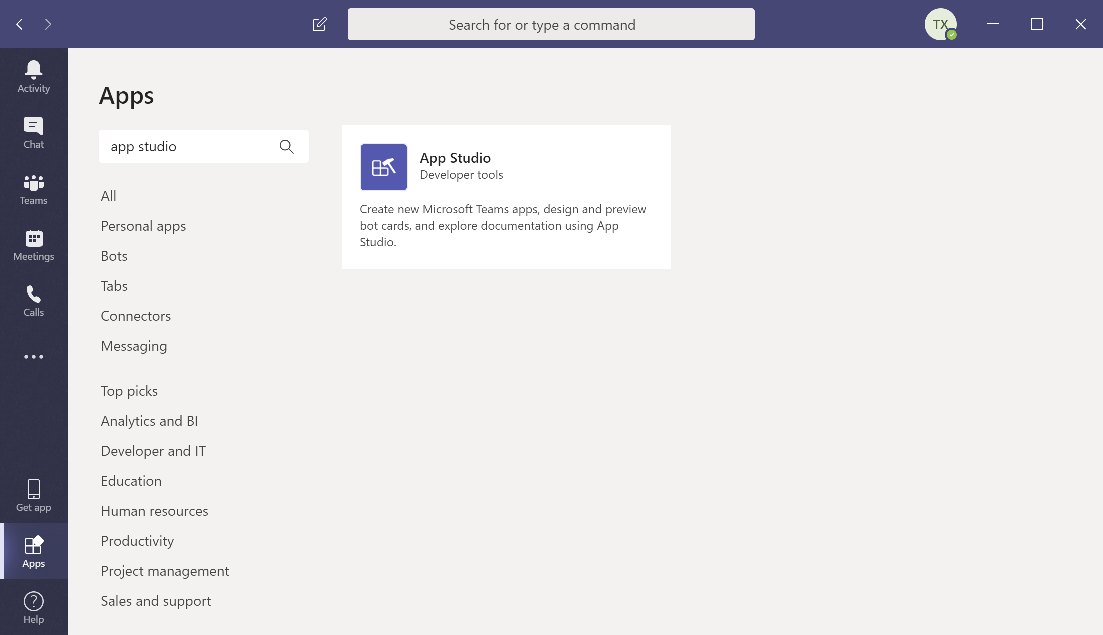 Search for or type a command
TX
Activity
Chat
Teams
Meetings
Calls
Get app
Apps
Help
Apps
app studio
All
Personal apps
Bots
Tabs
Connectors
Messaging
Top picks
Analytics and BI
Developer and IT
Education
Human resources
Productivity
Project management
Sales and support
App Studio
Developer tools
Create new Microsoft Teams apps, design and preview
bot cards, and explore documentation using App
Studio.